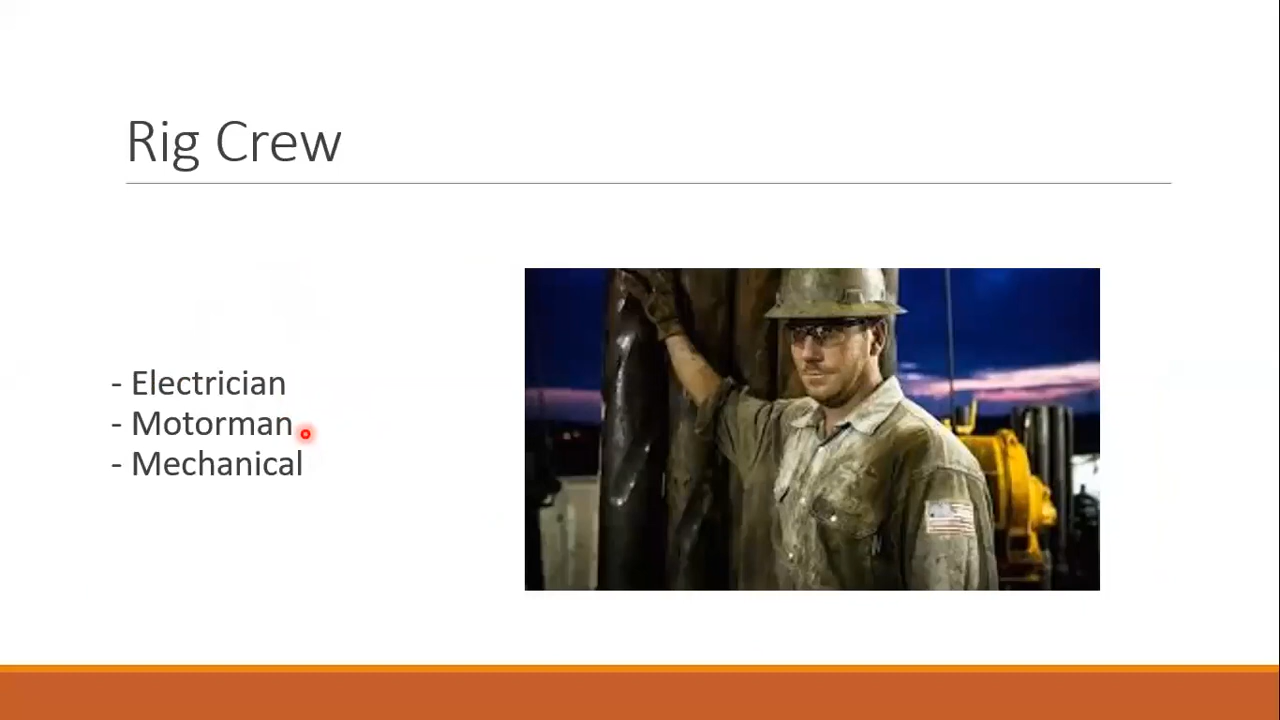 Rig Crew
- Electrician
- Motorman
- Mechanical